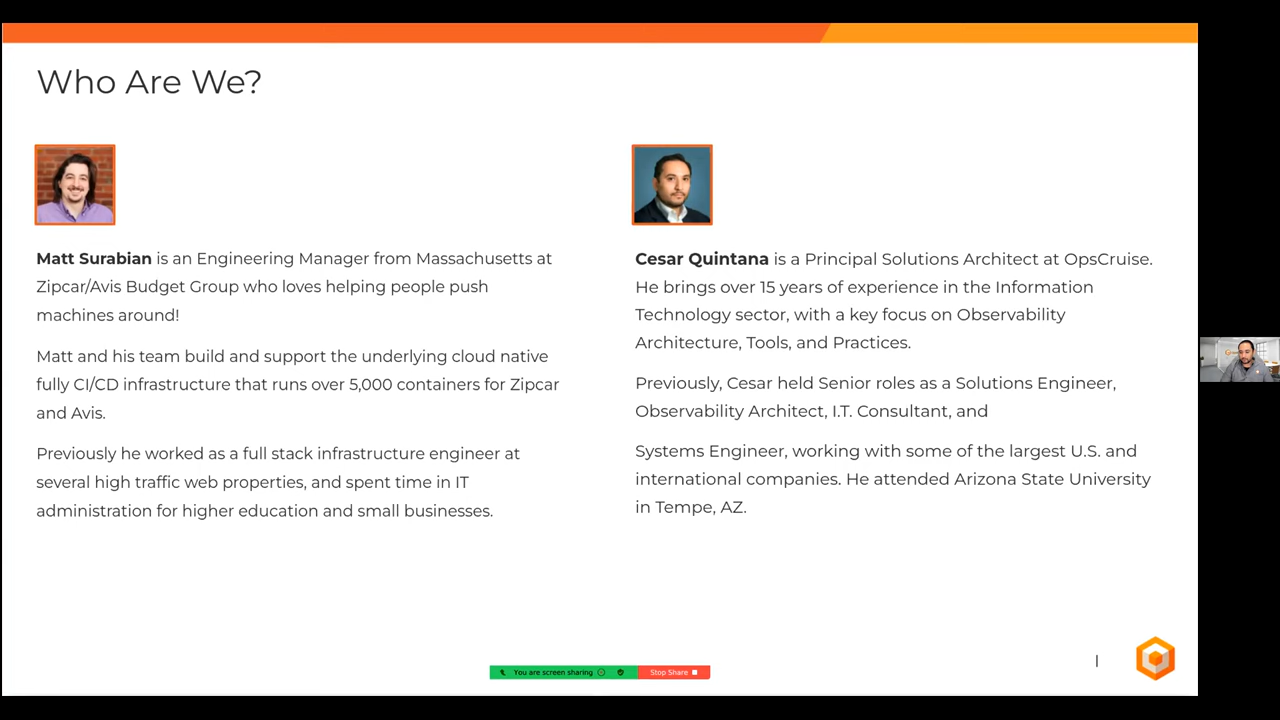 Who Are We?
Matt Surabian is an Engineering Manager from Massachusetts at
Zipcar/Avis Budget Group who loves helping people push
machines around!
Matt and his team build and support the underlying cloud native
fully CI/CD infrastructure that runs over 5,000 containers for Zipcar
and Avis.
Previously he worked as a full stack infrastructure engineer at
several high traffic web properties, and spent time in IT
administration for higher education and small businesses.
Cesar Quintana is a Principal Solutions Architect at OpsCruise.
He brings over 15 years of experience in the Information
Technology sector, with a key focus on Observability
Architecture, Tools, and Practices.
Previously, Cesar held Senior roles as a Solutions Engineer,
Observability Architect, I.T. Consultant, and
Systems Engineer, working with some of the largest U.S. and
international companies. He attended Arizona State University
in Tempe, AZ.
|
You are screen sharing
Stop Share